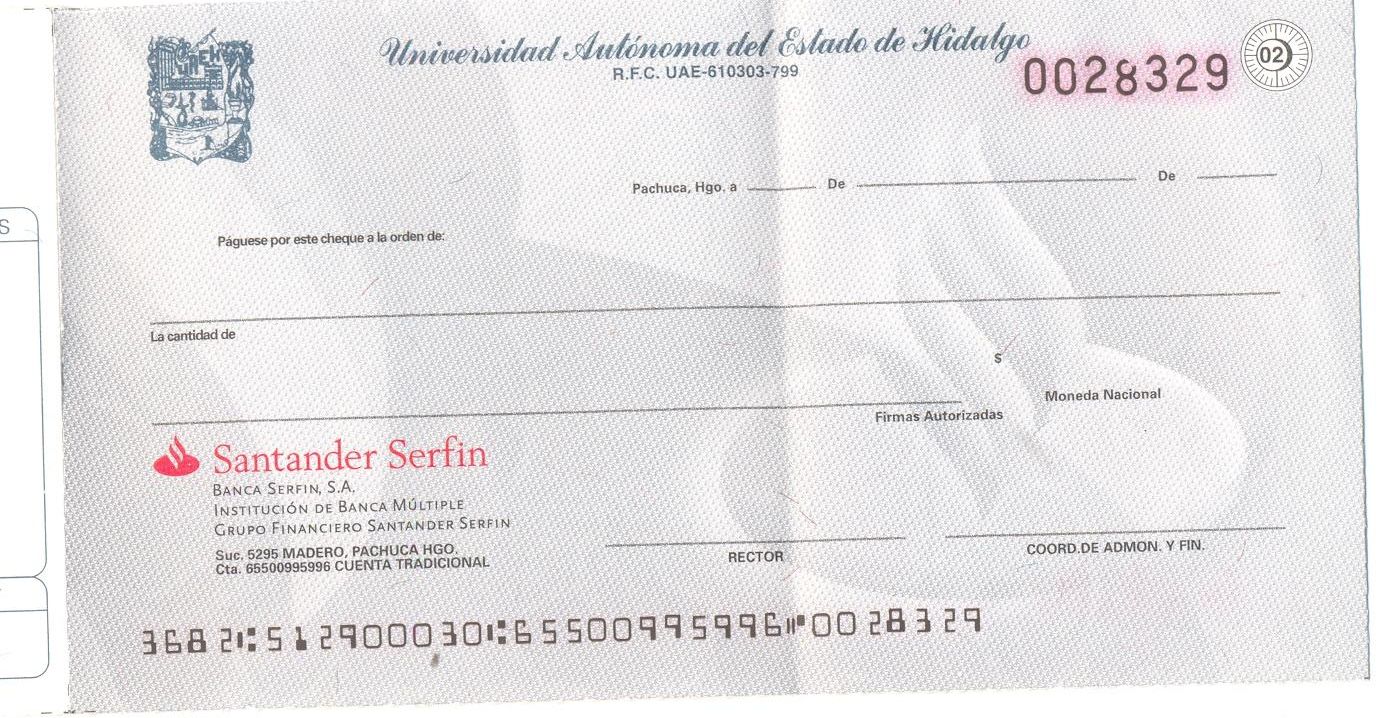 Universidad Autónoma del Estado de Hidalgo
R.F.C. UAE-610303-799
0028329
02
Pachuca, Hgo. a De De
Páguese por este cheque a la orden de:
S
La cantidad de
$
Moneda Nacional
Firmas Autorizadas
Santander Serfin
BANCA SERFIN, S.A.
INSTITUCIÓN DE BANCA MÚLTIPLE
GRUPO FINANCIERO SANTANDER SERFIN
Suc. 5295 MADERO, PACHUCA HGO.
Cta. 65500995996 CUENTA TRADICIONAL
RECTOR
COORD.DE ADMON. Y FIN.
3682⑆5129000030⑆65500995996⑈0028329